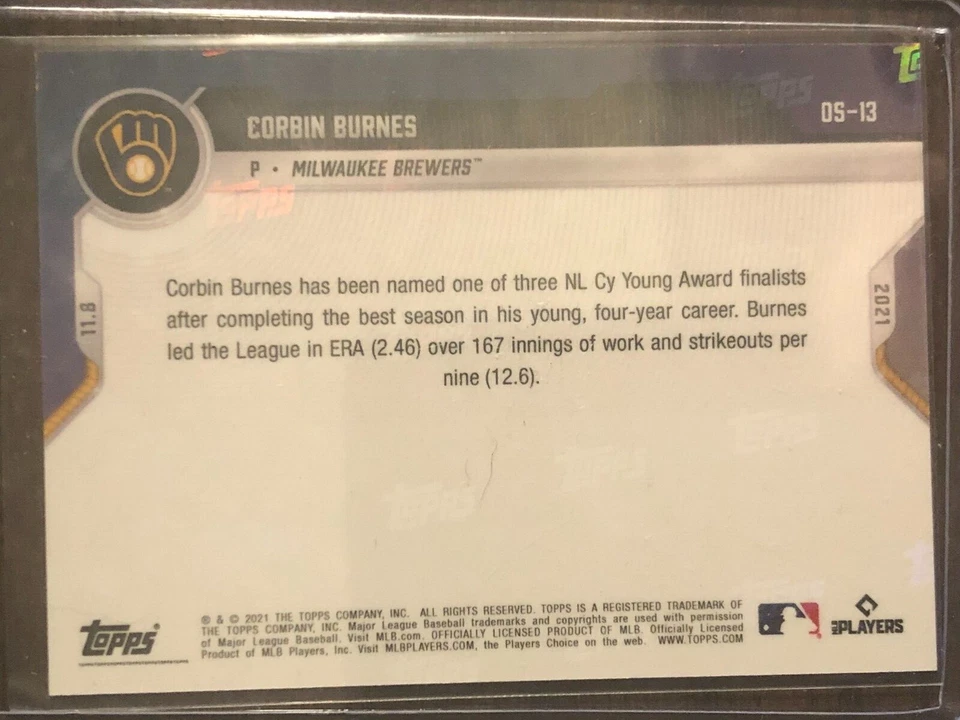 CORBIN BURNES
OS-13
P • MILWAUKEE BREWERS™
11.8
2021
Corbin Burnes has been named one of three NL Cy Young Award finalists
after completing the best season in his young, four-year career. Burnes
led the League in ERA (2.46) over 167 innings of work and strikeouts per
nine (12.6).
TOPPS®
® & © 2021 THE TOPPS COMPANY, INC. ALL RIGHTS RESERVED. TOPPS IS A REGISTERED TRADEMARK OF
THE TOPPS COMPANY, INC. Major League Baseball trademarks and copyrights are used with permission
of Major League Baseball. Visit MLB.com. OFFICIALLY LICENSED PRODUCT OF MLB. Officially Licensed
Product of MLB Players, Inc. Visit MLBPLAYERS.COM, the Players Choice on the web. WWW.TOPPS.COM
MLB PLAYERS